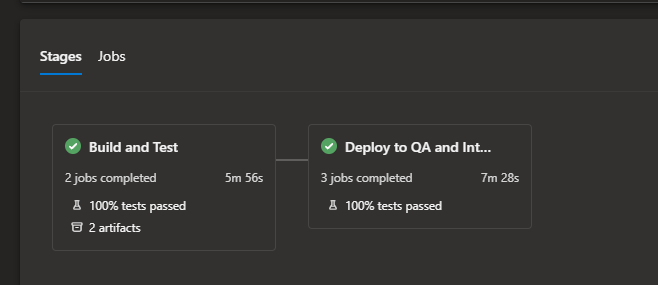 Stages Jobs
Build and Test
2 jobs completed 5m 56s
100% tests passed
2 artifacts
Deploy to QA and Int...
3 jobs completed 7m 28s
100% tests passed